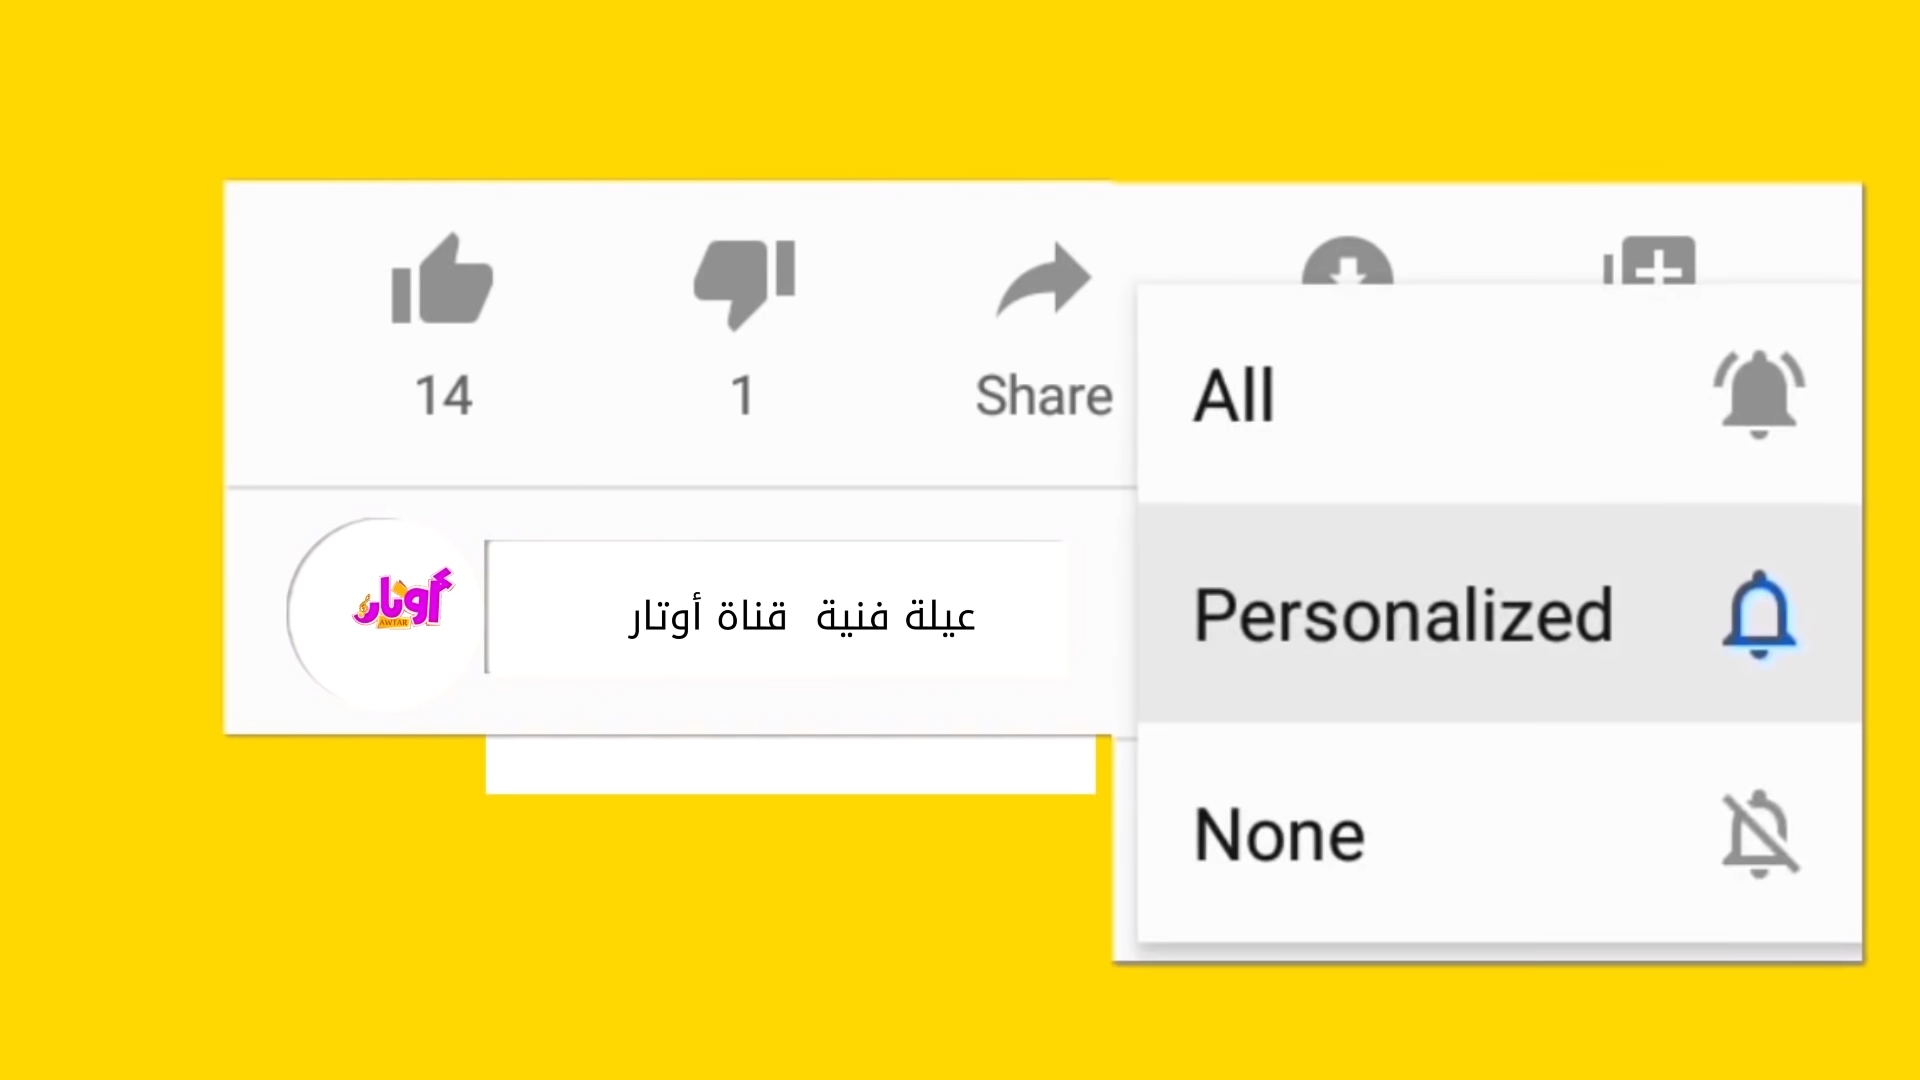 14
1
Share
All
Personalized
None
أوتار
AWTAR
عيلة فنية قناة أوتار